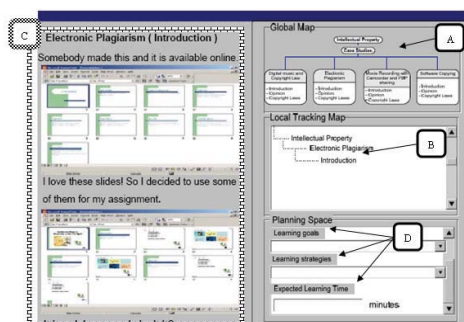 C
Electronic Plagiarism ( Introduction )
Somebody made this and it is available online.
I love these slides! So I decided to use some
of them for my assignment.
Global Map
A
Intellectual Property
Case Studies
Digital music and
Copyright Law
-Introduction
-Opinion
-Copyright Laws
Electronic
Plagiarism
-Introduction
-Opinion
-Copyright Laws
Movie Recording with
Camcorder and P2P
sharing
-Introduction
-Opinion
-Copyright Laws
Software Copying
-Introduction
-Opinion
-Copyright Laws
Local Tracking Map
Intellectual Property
Electronic Plagiarism
Introduction
B
Planning Space
Learning goals
Learning strategies
D
Expected Learning Time
minutes